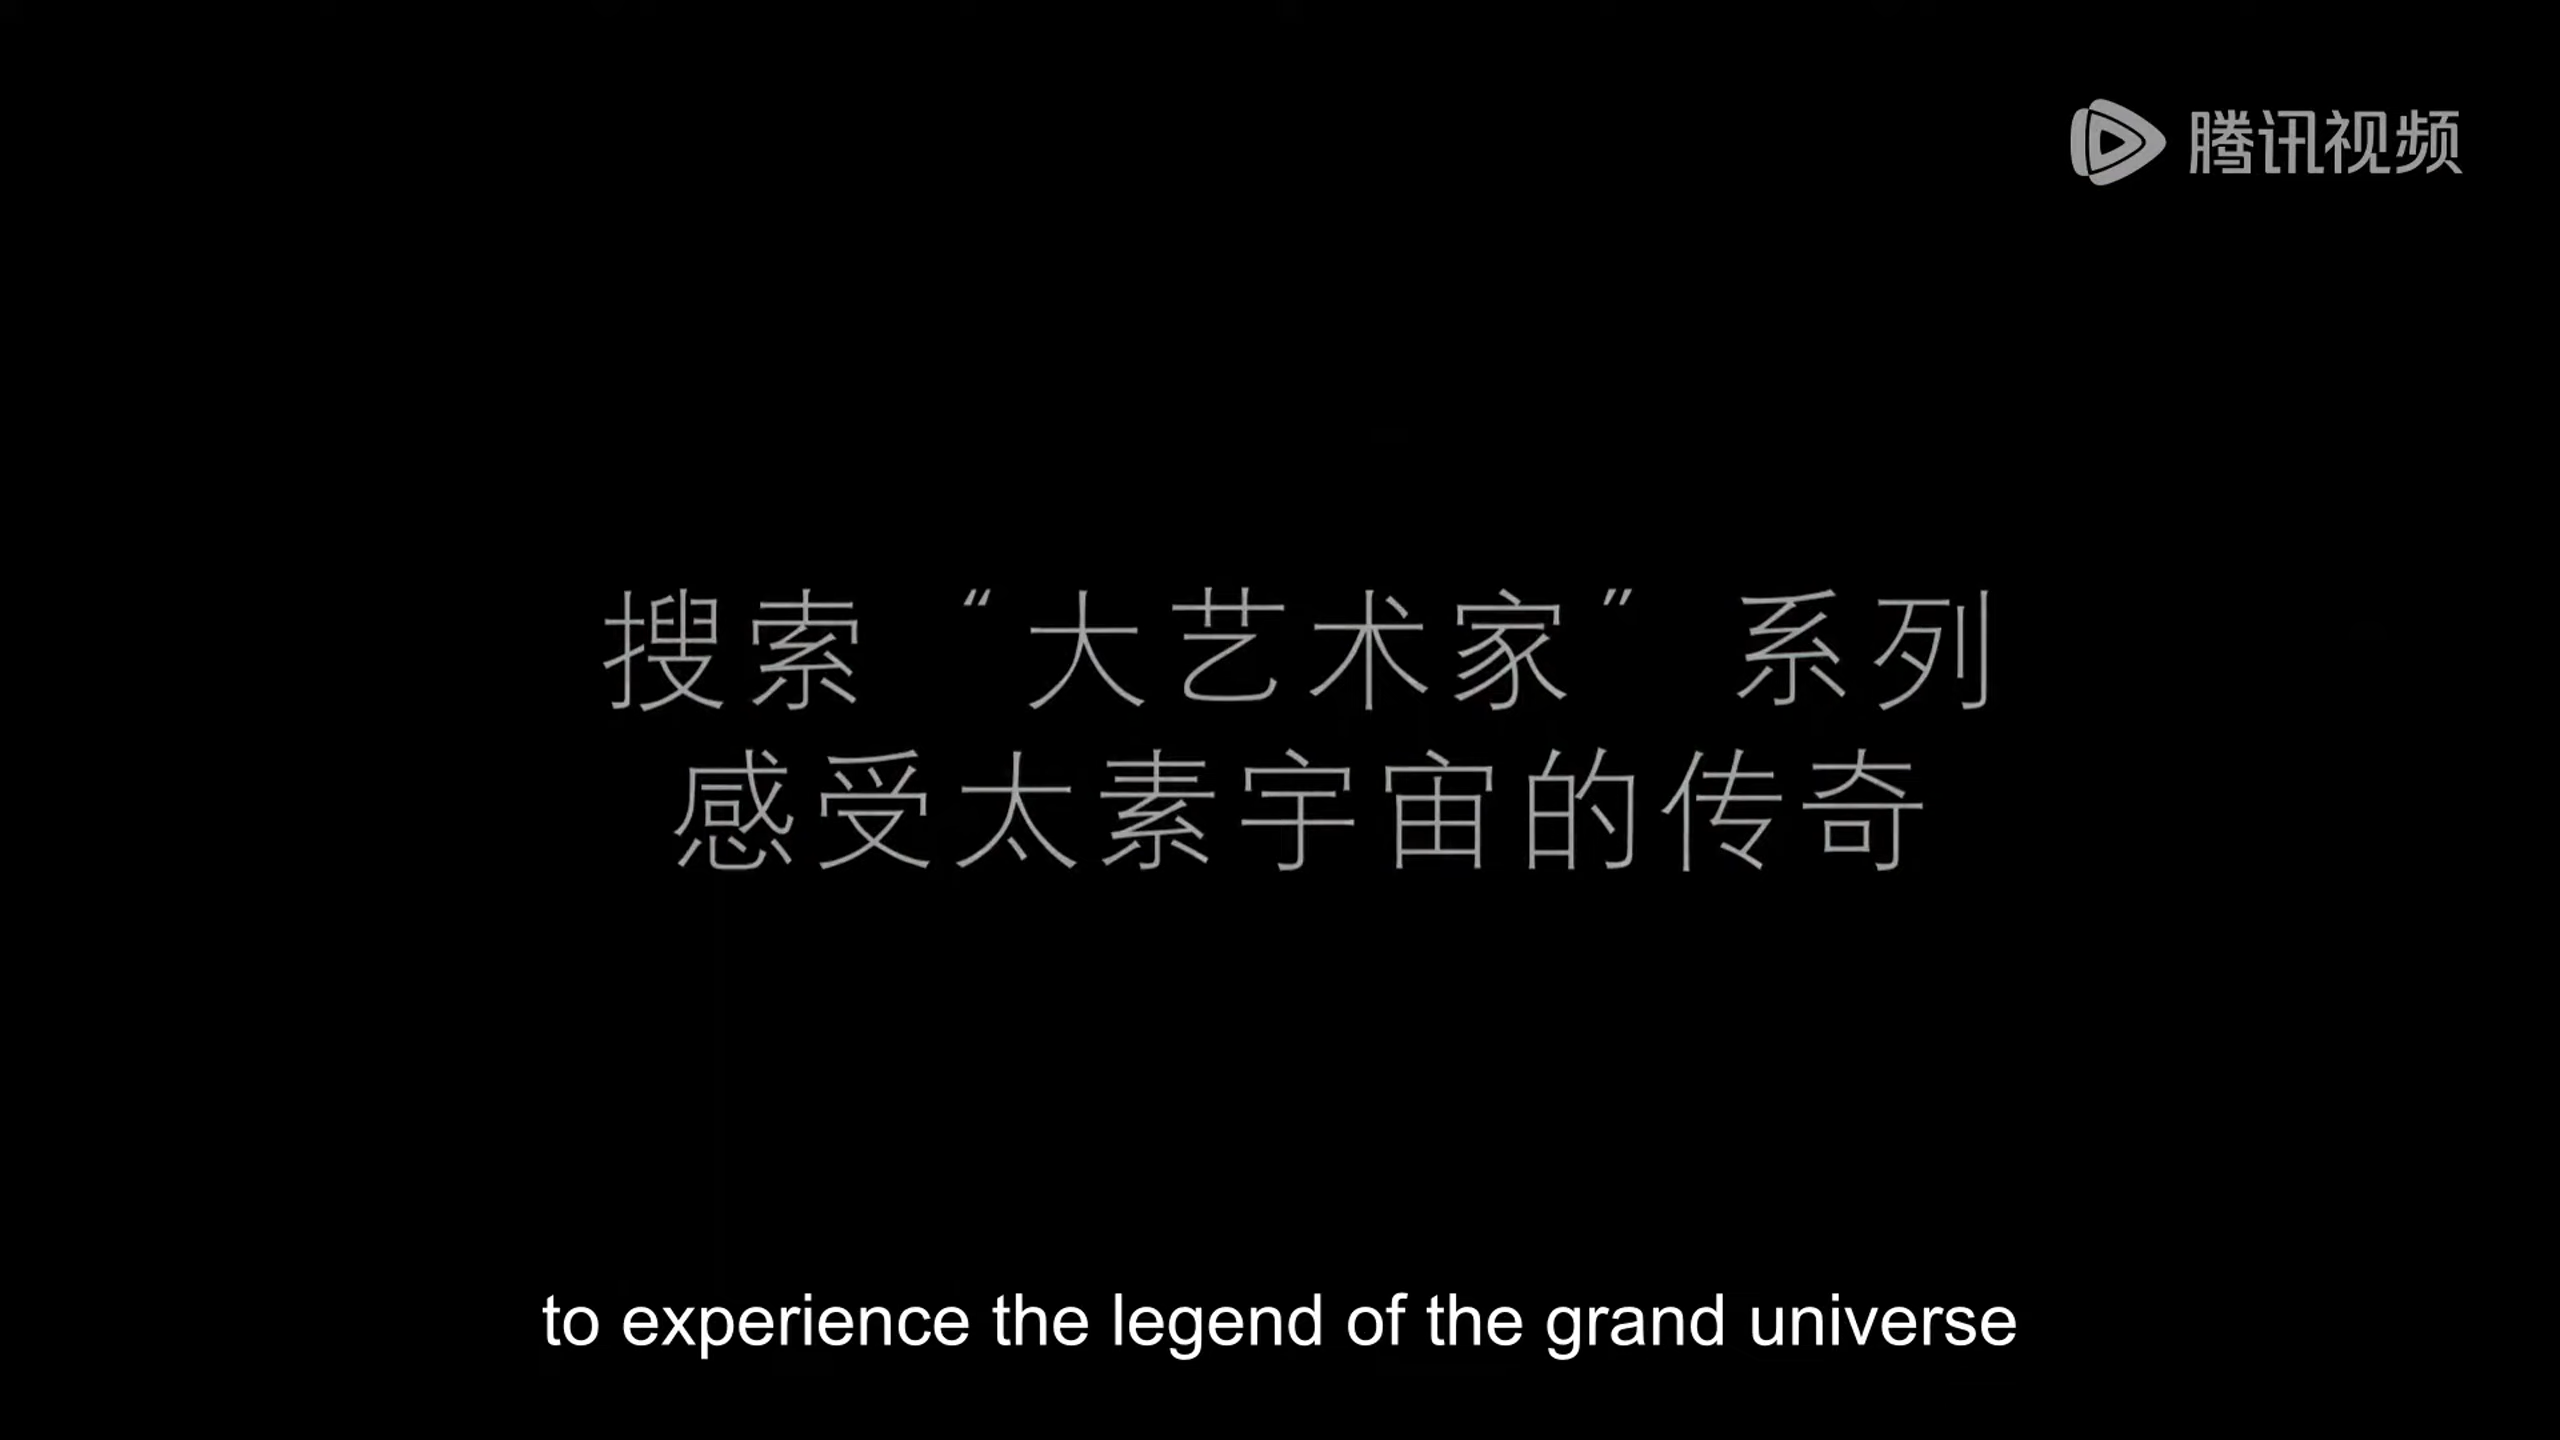 腾讯视频
搜索“大艺术家”系列
感受太素宇宙的传奇
to experience the legend of the grand universe